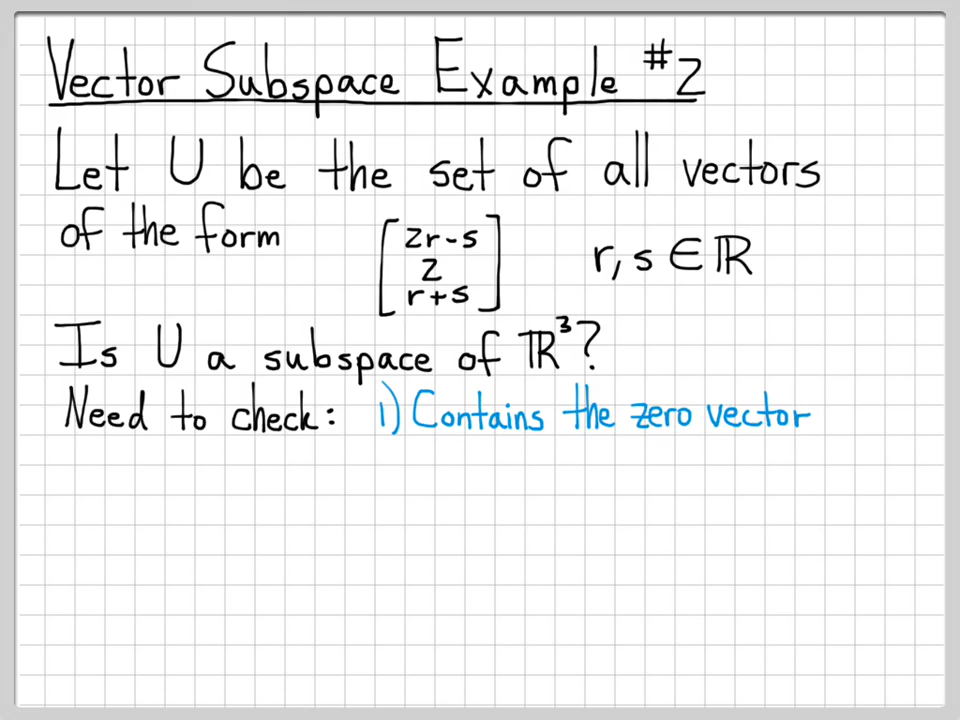 Vector Subspace Example #2
Let U be the set of all vectors
of the form [2r-s 2 r+s] r, s ∈ ℝ
Is U a subspace of ℝ³?
Need to check: 1) Contains the zero vector